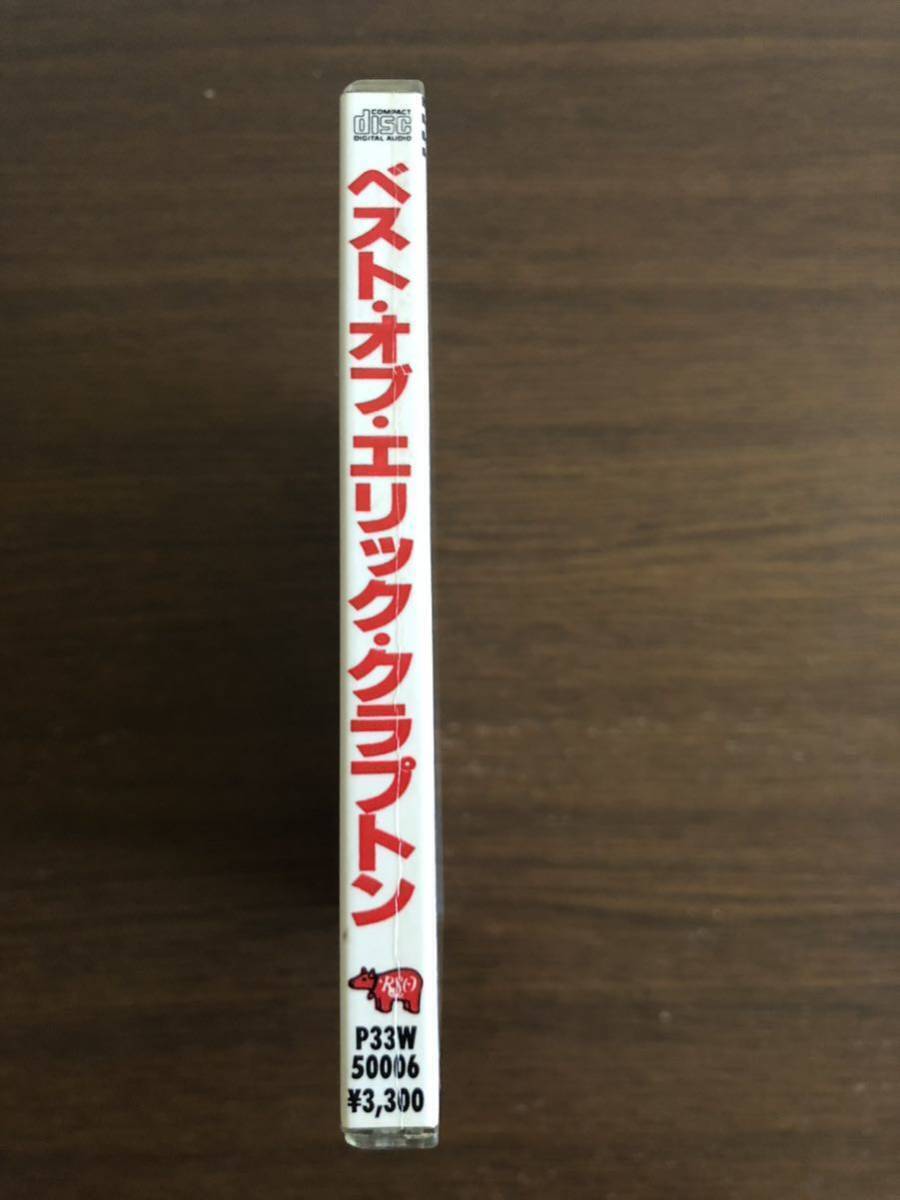 COMPACT
disc
DIGITAL AUDIO
ベスト・オブ・エリック・クラプトン
RSO
P33W
50006
¥3,300